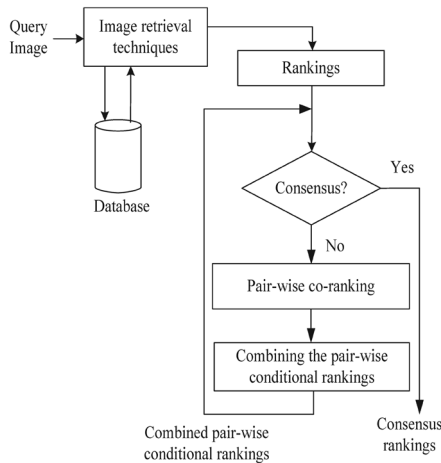 Query
Image
Image retrieval
techniques
Rankings
Database
Consensus?
Yes
No
Pair-wise co-ranking
Combining the pair-wise
conditional rankings
Combined pair-wise
conditional rankings
Consensus
rankings